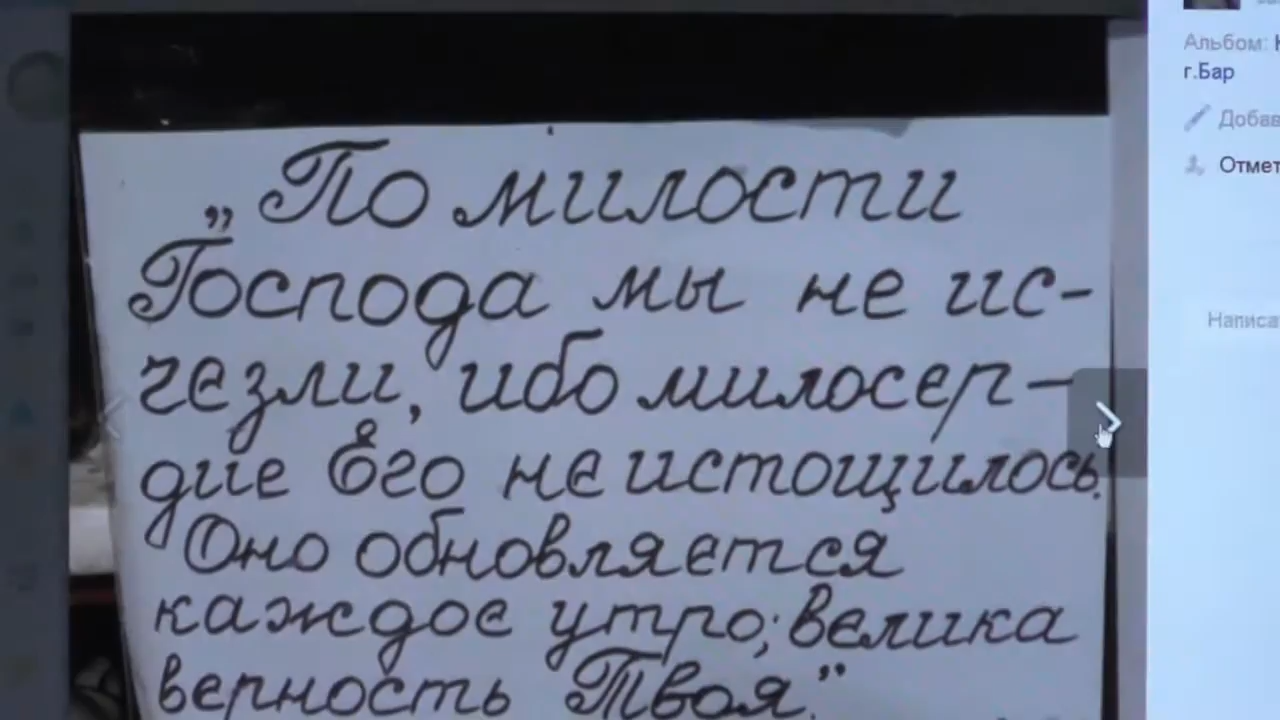 Альбом:
г.Бар
„По милости
Господа мы не ис-
чезли, ибо милосер-
дие Его не истощилось.
Оно обновляется
каждое утро; велика
верность Твоя."